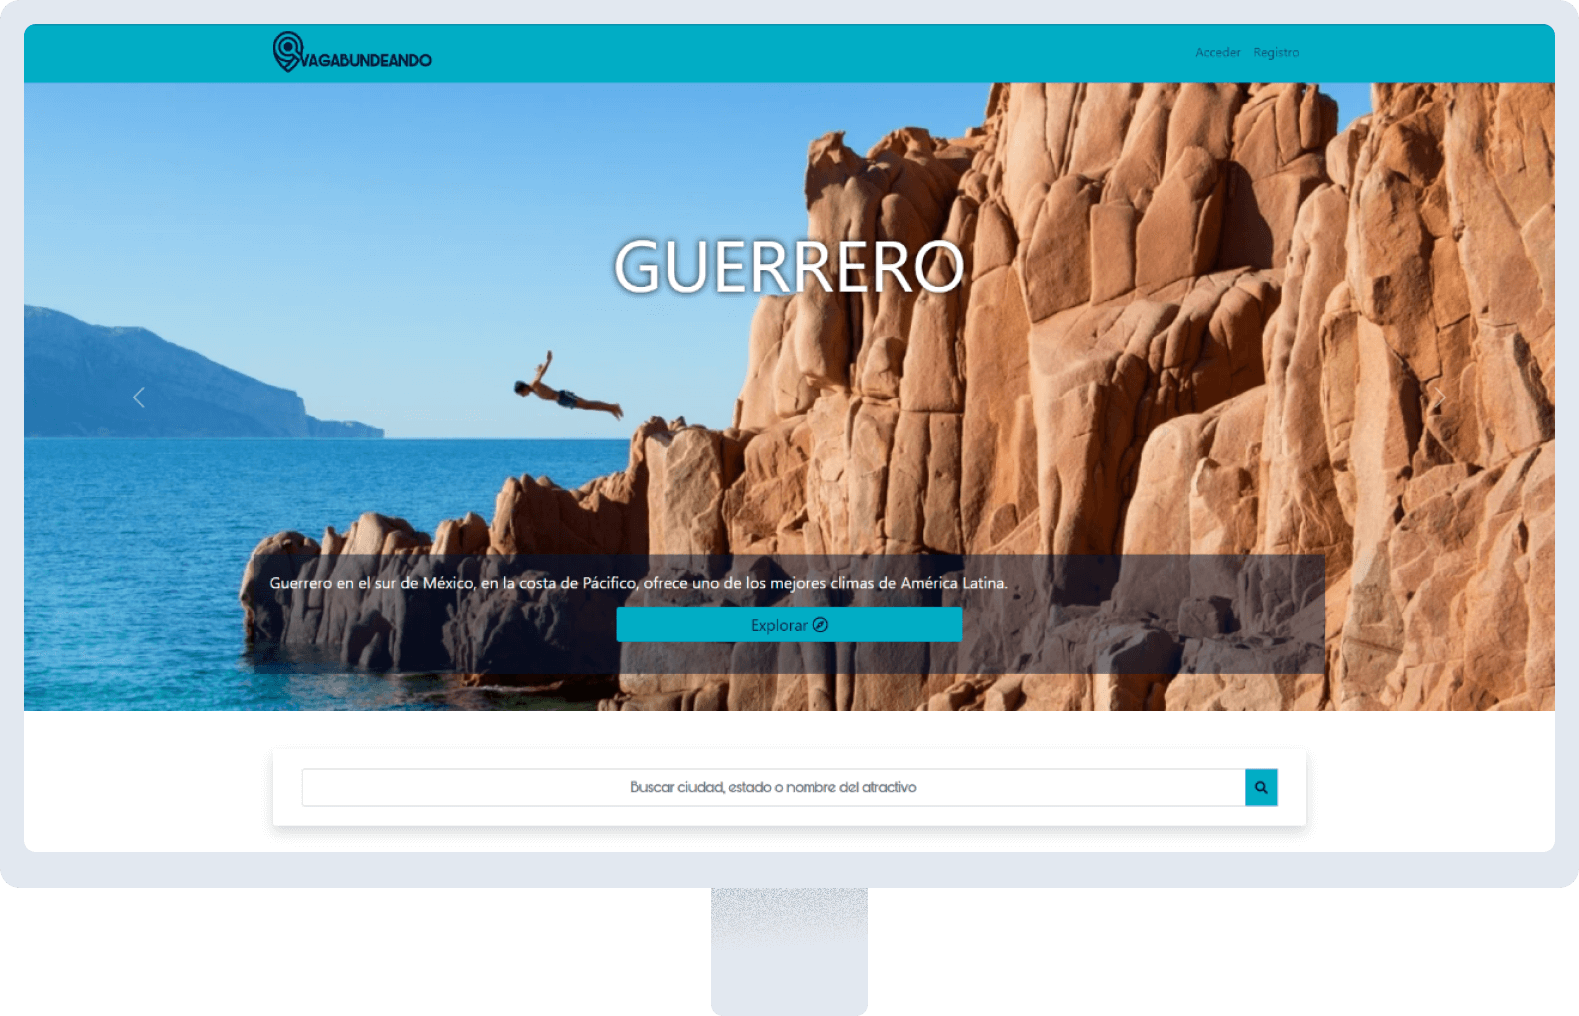 VAGABUNDEANDO
Acceder Registro
GUERRERO
Guerrero en el sur de México, en la costa de Pácifico, ofrece uno de los mejores climas de América Latina.
Explorar
Buscar ciudad, estado o nombre del atractivo